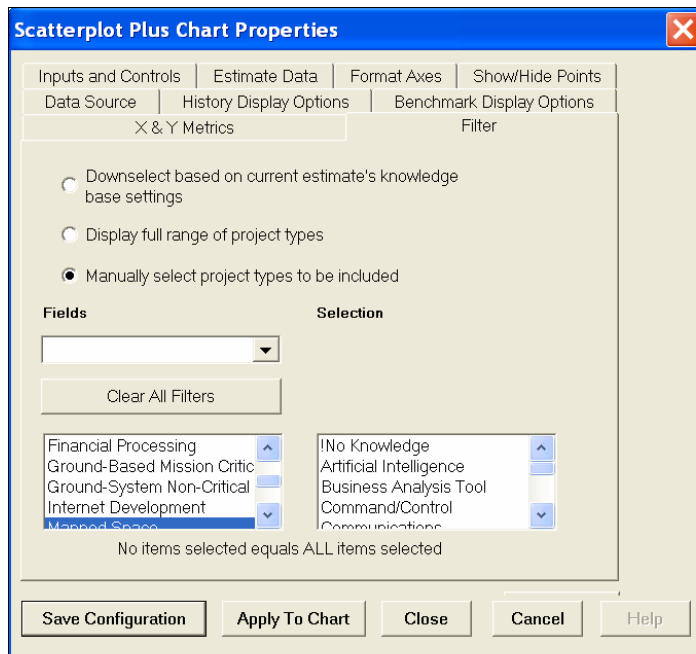 Scatterplot Plus Chart Properties
Inputs and Controls
Estimate Data
Format Axes
Show/Hide Points
Data Source
History Display Options
Benchmark Display Options
X & Y Metrics
Filter
Downselect based on current estimate's knowledge
base settings
Display full range of project types
Manually select project types to be included
Fields
Selection
Clear All Filters
Financial Processing
Ground-Based Mission Critic
Ground-System Non-Critical
Internet Development
Manned Space
!No Knowledge
Artificial Intelligence
Business Analysis Tool
Command/Control
Communications
No items selected equals ALL items selected
Save Configuration
Apply To Chart
Close
Cancel
Help